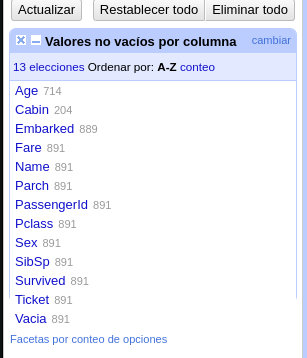 Actualizar Restablecer todo Eliminar todo
Valores no vacíos por columna cambiar
13 elecciones Ordenar por: A-Z conteo
Age 714
Cabin 204
Embarked 889
Fare 891
Name 891
Parch 891
PassengerId 891
Pclass 891
Sex 891
SibSp 891
Survived 891
Ticket 891
Vacia 891
Facetas por conteo de opciones